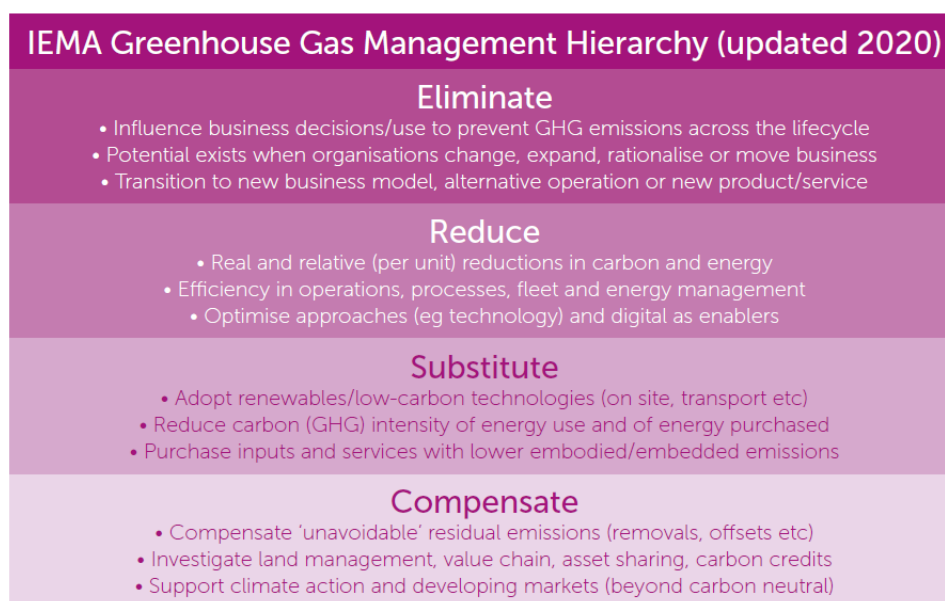 IEMA Greenhouse Gas Management Hierarchy (updated 2020)
Eliminate
• Influence business decisions/use to prevent GHG emissions across the lifecycle
• Potential exists when organisations change, expand, rationalise or move business
• Transition to new business model, alternative operation or new product/service
Reduce
• Real and relative (per unit) reductions in carbon and energy
• Efficiency in operations, processes, fleet and energy management
• Optimise approaches (eg technology) and digital as enablers
Substitute
• Adopt renewables/low-carbon technologies (on site, transport etc)
• Reduce carbon (GHG) intensity of energy use and of energy purchased
• Purchase inputs and services with lower embodied/embedded emissions
Compensate
• Compensate ‘unavoidable’ residual emissions (removals, offsets etc)
• Investigate land management, value chain, asset sharing, carbon credits
• Support climate action and developing markets (beyond carbon neutral)